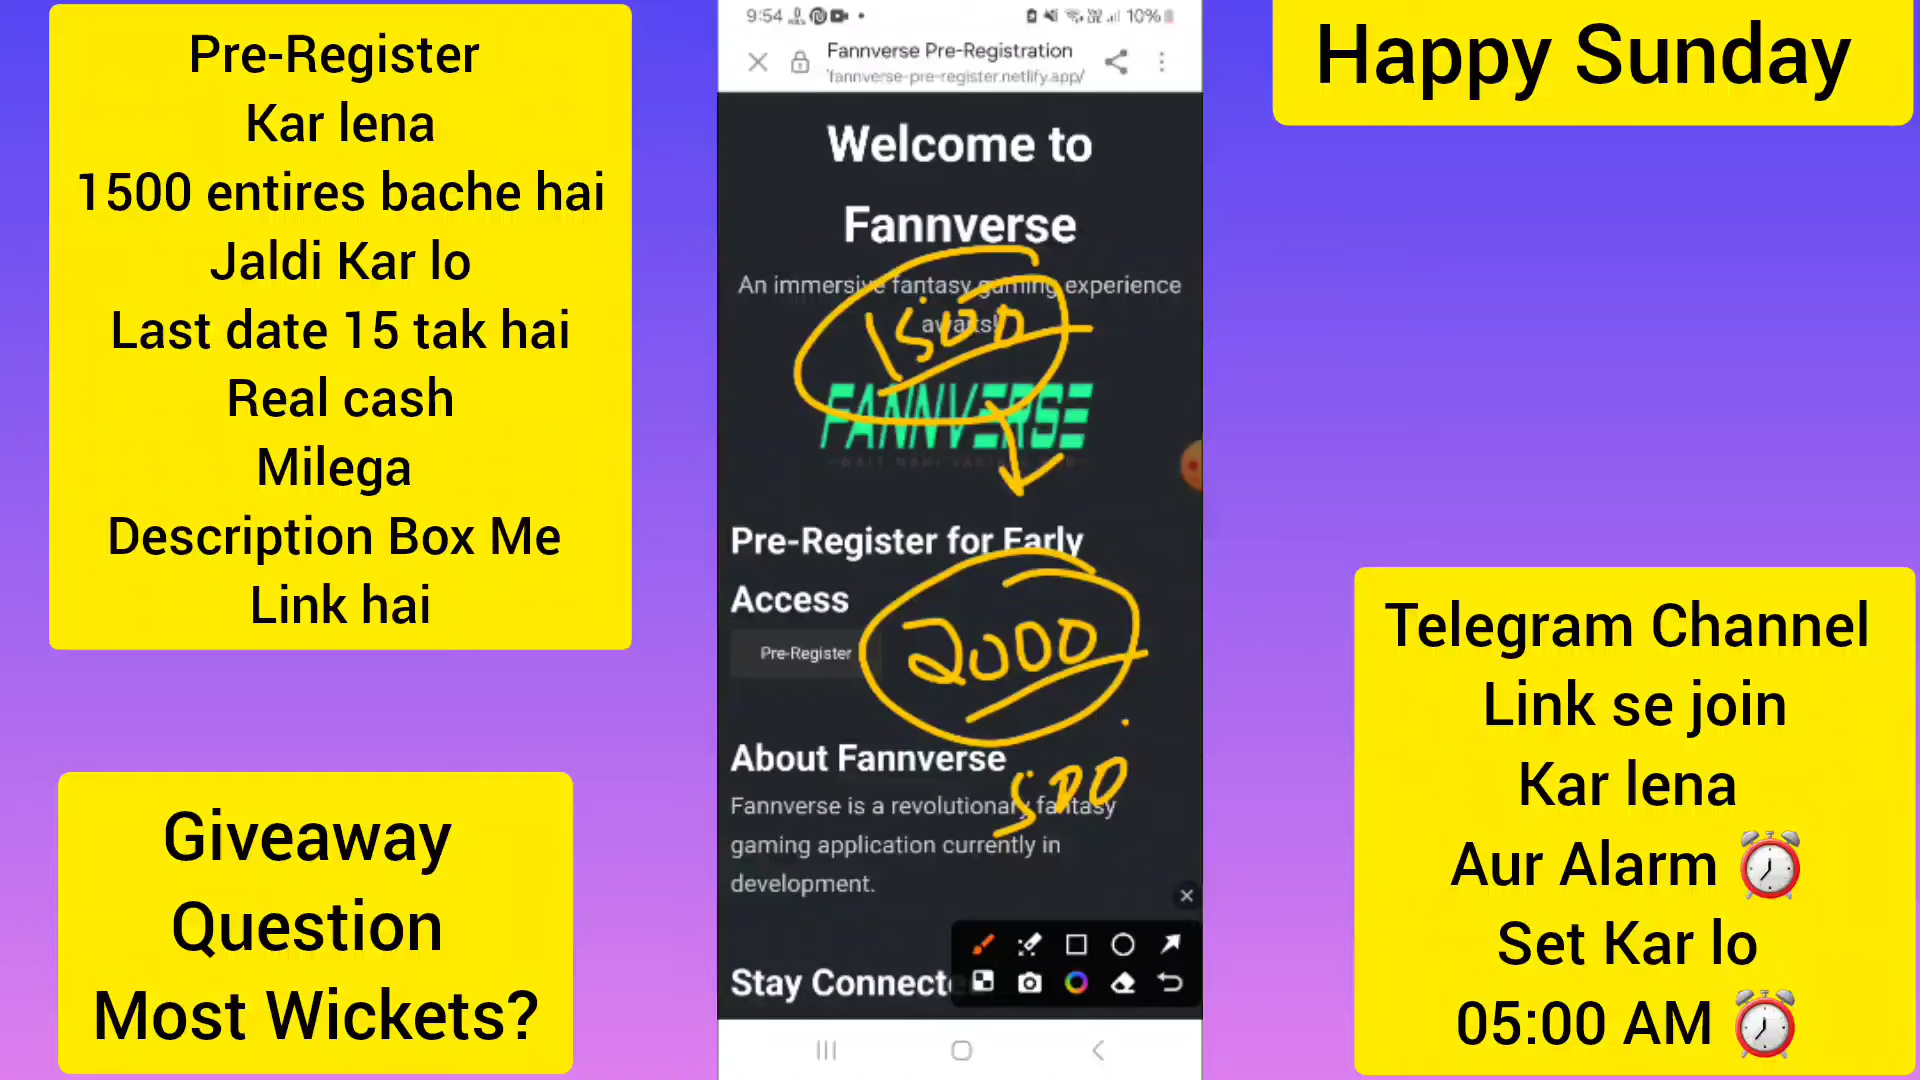 Pre-Register
Kar lena
1500 entires bache hai
Jaldi Kar lo
Last date 15 tak hai
Real cash
Milega
Description Box Me
Link hai
Giveaway
Question
Most Wickets?
9:54
10%
Fannverse Pre-Registration
fannverse-pre-register.netlify.app/
Welcome to
Fannverse
An immersive fantasy gaming experience
awaits!
1500
FANNVERSE
Pre-Register for Early
Access
Pre-Register
2000
About Fannverse
500
Fannverse is a revolutionary fantasy
gaming application currently in
development.
Stay Connecte
Happy Sunday
Telegram Channel
Link se join
Kar lena
Aur Alarm ⏰
Set Kar lo
05:00 AM ⏰